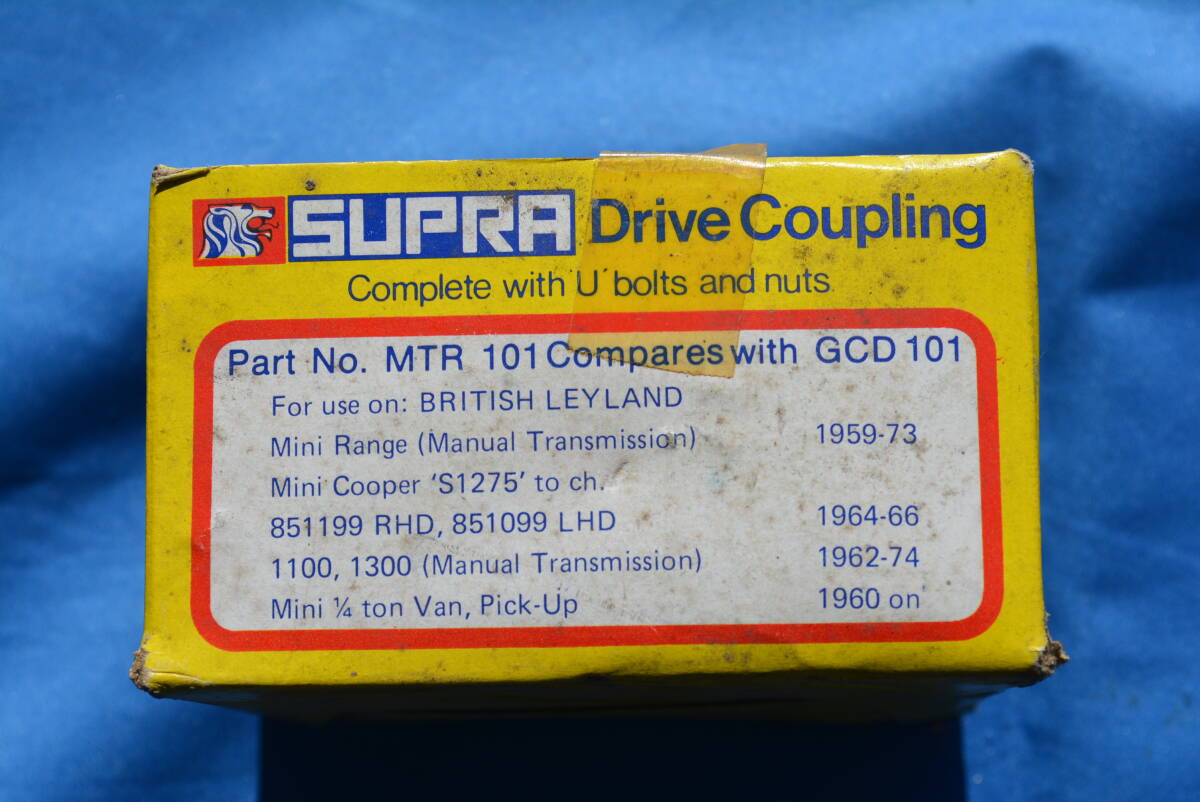 SUPRA Drive Coupling
Complete with 'U' bolts and nuts
Part No. MTR 101 Compares with GCD 101
For use on: BRITISH LEYLAND
Mini Range (Manual Transmission) 1959-73
Mini Cooper 'S1275' to ch.
851199 RHD, 851099 LHD 1964-66
1100, 1300 (Manual Transmission) 1962-74
Mini ¼ ton Van, Pick-Up 1960 on